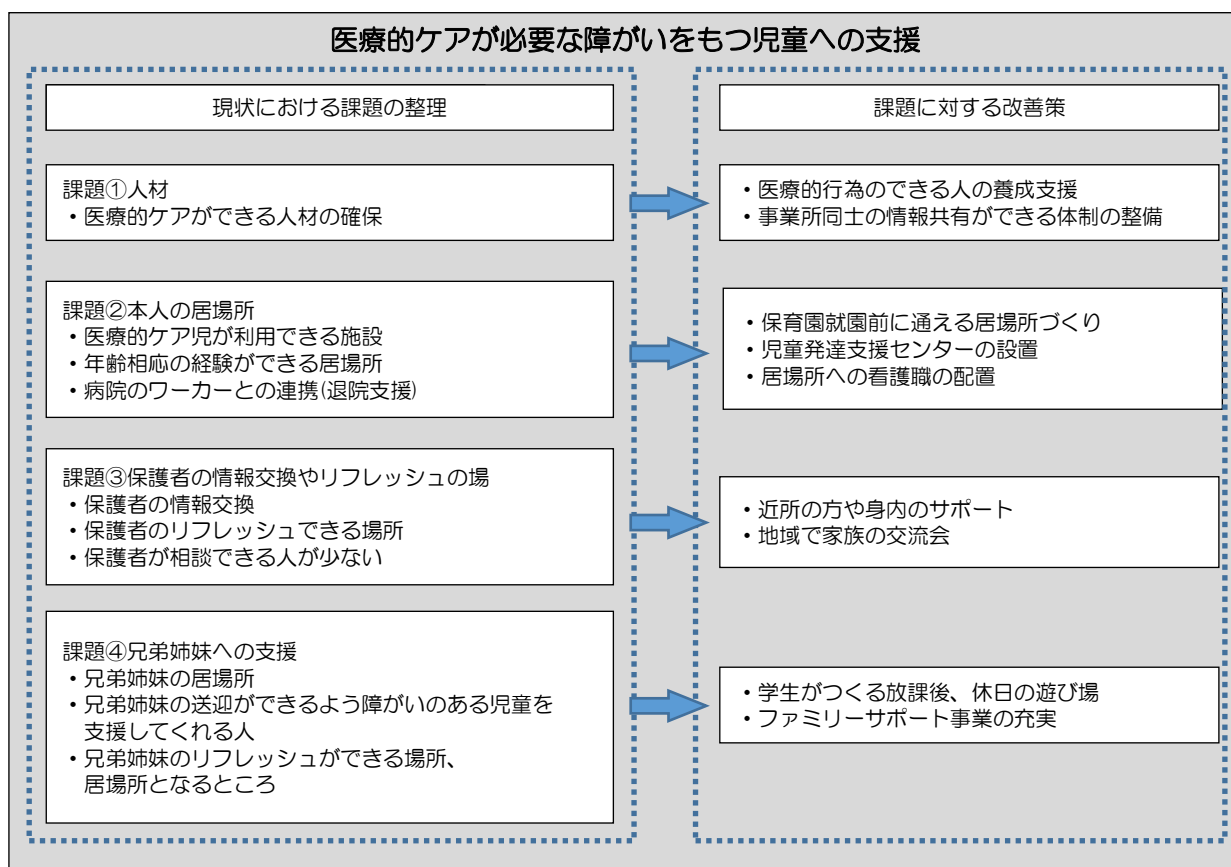 医療的ケアが必要な障がいをもつ児童への支援
現状における課題の整理
課題に対する改善策
課題①人材
・医療的ケアができる人材の確保
・医療的行為のできる人の養成支援
・事業所同士の情報共有ができる体制の整備
課題②本人の居場所
・医療的ケア児が利用できる施設
・年齢相応の経験ができる居場所
・病院のワーカーとの連携(退院支援)
・保育園就園前に通える居場所づくり
・児童発達支援センターの設置
・居場所への看護職の配置
課題③保護者の情報交換やリフレッシュの場
・保護者の情報交換
・保護者のリフレッシュできる場所
・保護者が相談できる人が少ない
・近所の方や身内のサポート
・地域で家族の交流会
課題④兄弟姉妹への支援
・兄弟姉妹の居場所
・兄弟姉妹の送迎ができるよう障がいのある児童を
支援してくれる人
・兄弟姉妹のリフレッシュができる場所、
居場所となるところ
・学生がつくる放課後、休日の遊び場
・ファミリーサポート事業の充実